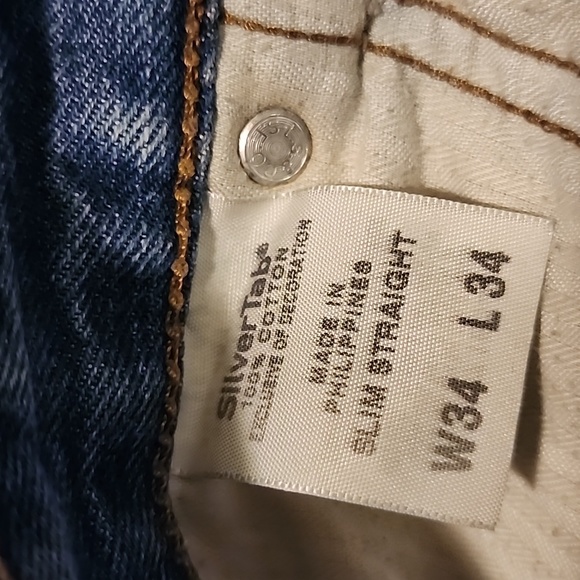 SilverTab®
100% COTTON
EXCLUSIVE OF DECORATION
MADE IN
PHILIPPINES
SLIM STRAIGHT
W34 L34